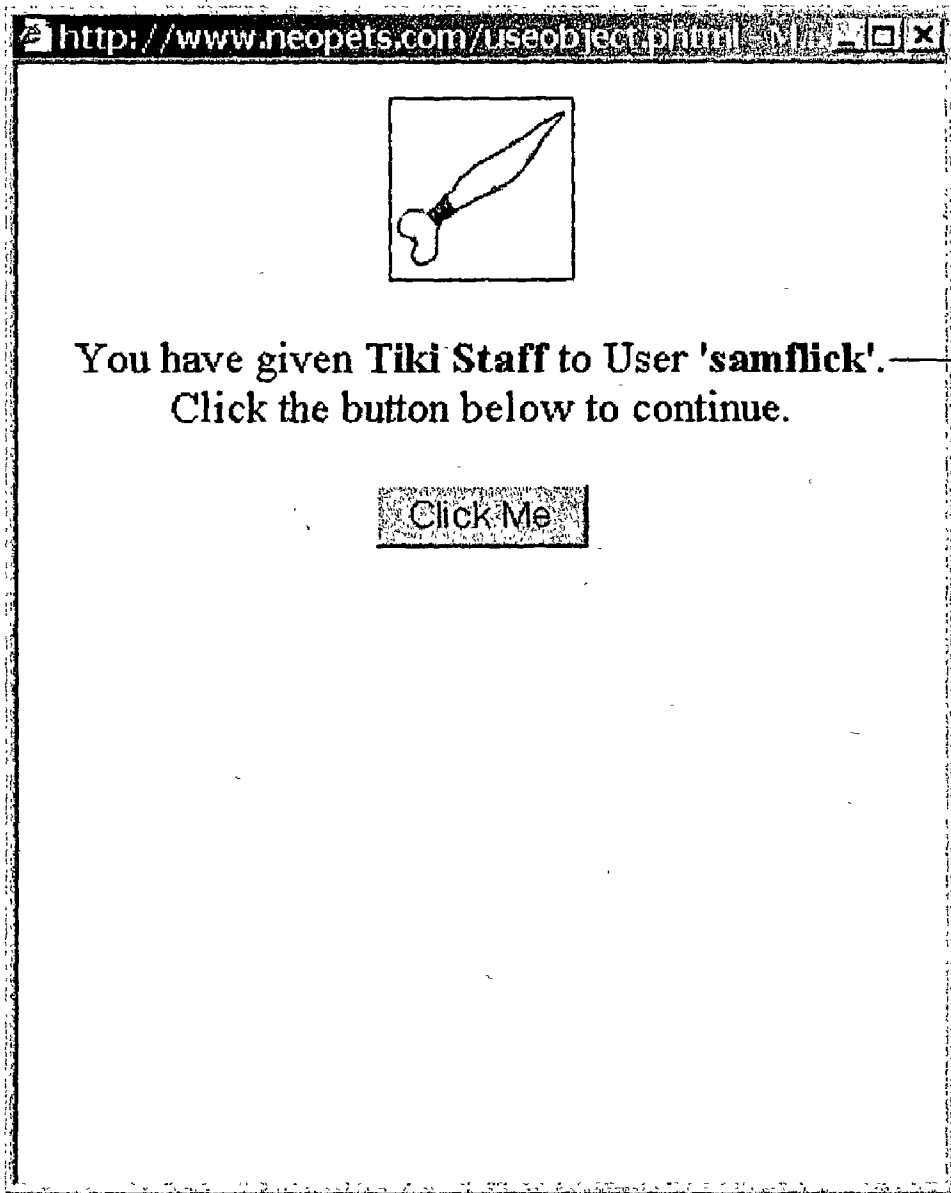 http://www.neopets.com/useobject.phtml - M
You have given Tiki Staff to User 'samflick'.
Click the button below to continue.
Click Me